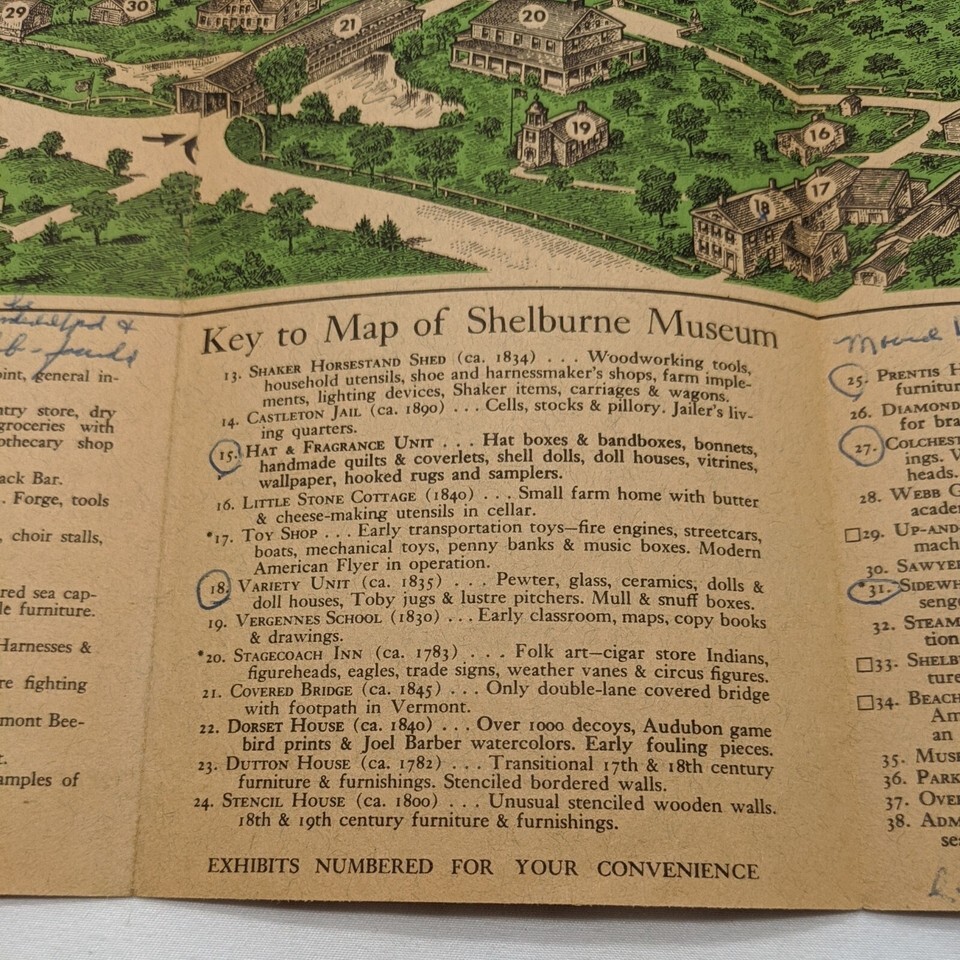 29
30
21
20
19
16
17
18
Key to Map of Shelburne Museum
13. Shaker Horsestand Shed (ca. 1834) . . . Woodworking tools,
household utensils, shoe and harnessmaker's shops, farm imple-
ments, lighting devices, Shaker items, carriages & wagons.
14. Castleton Jail (ca. 1890) . . . Cells, stocks & pillory. Jailer's liv-
ing quarters.
15. Hat & Fragrance Unit . . . Hat boxes & bandboxes, bonnets,
handmade quilts & coverlets, shell dolls, doll houses, vitrines,
wallpaper, hooked rugs and samplers.
16. Little Stone Cottage (1840) . . . Small farm home with butter
& cheese-making utensils in cellar.
*17. Toy Shop . . . Early transportation toys—fire engines, streetcars,
boats, mechanical toys, penny banks & music boxes. Modern
American Flyer in operation.
18. Variety Unit (ca. 1835) . . . Pewter, glass, ceramics, dolls &
doll houses, Toby jugs & lustre pitchers. Mull & snuff boxes.
19. Vergennes School (1830) . . . Early classroom, maps, copy books
& drawings.
*20. Stagecoach Inn (ca. 1783) . . . Folk art—cigar store Indians,
figureheads, eagles, trade signs, weather vanes & circus figures.
21. Covered Bridge (ca. 1845) . . . Only double-lane covered bridge
with footpath in Vermont.
22. Dorset House (ca. 1840) . . . Over 1000 decoys, Audubon game
bird prints & Joel Barber watercolors. Early fouling pieces.
23. Dutton House (ca. 1782) . . . Transitional 17th & 18th century
furniture & furnishings. Stenciled bordered walls.
24. Stencil House (ca. 1800) . . . Unusual stenciled wooden walls.
18th & 19th century furniture & furnishings.
EXHIBITS NUMBERED FOR YOUR CONVENIENCE
oint, general in-
ntry store, dry
groceries with
othecary shop
ack Bar.
. Forge, tools
, choir stalls,
red sea cap-
le furniture.
Harnesses &
re fighting
mont Bee-
t.
amples of
25. Prentis H
furnitur
26. Diamond
for bra
27. Colchest
ings. V
heads.
28. Webb G
acade
29. Up-and-
mach
30. Sawyer
*31. Sidewh
seng
32. Steam
tion
33. Shelb
ture
34. Beach
Am
an
35. Muse
36. Park
37. Ove
38. Adm
se